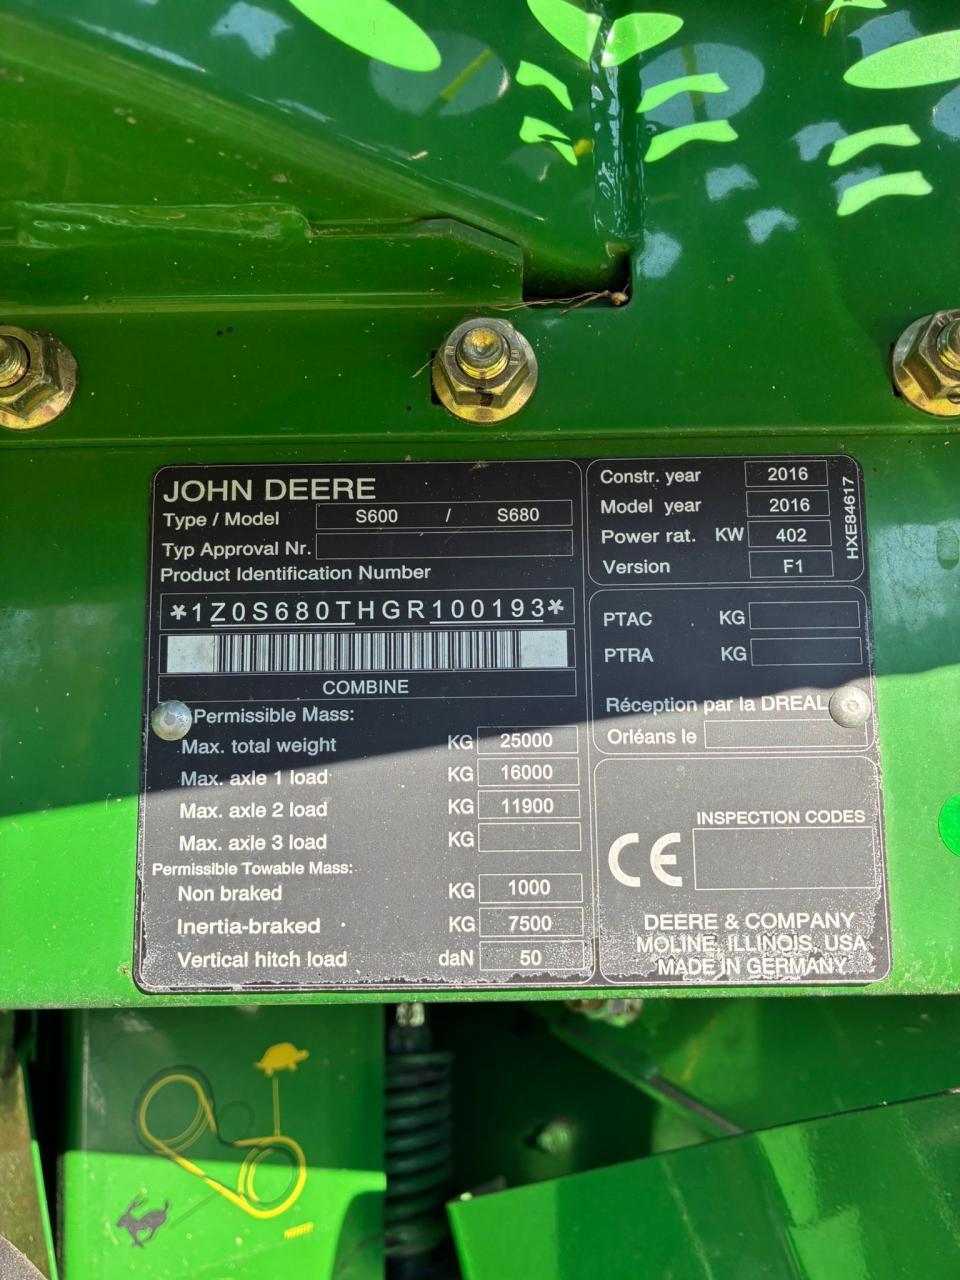 JOHN DEERE
Type / Model S600 / S680
Typ Approval Nr.
Product Identification Number
*1Z0S680THGR100193*
COMBINE
Permissible Mass:
Max. total weight KG 25000
Max. axle 1 load KG 16000
Max. axle 2 load KG 11900
Max. axle 3 load KG
Permissible Towable Mass:
Non braked KG 1000
Inertia-braked KG 7500
Vertical hitch load daN 50
Constr. year 2016
Model year 2016
Power rat. KW 402
Version F1
HXE84617
PTAC KG
PTRA KG
Réception par la DREAL
Orléans le
INSPECTION CODES
CE
DEERE & COMPANY
MOLINE, ILLINOIS, USA
MADE IN GERMANY